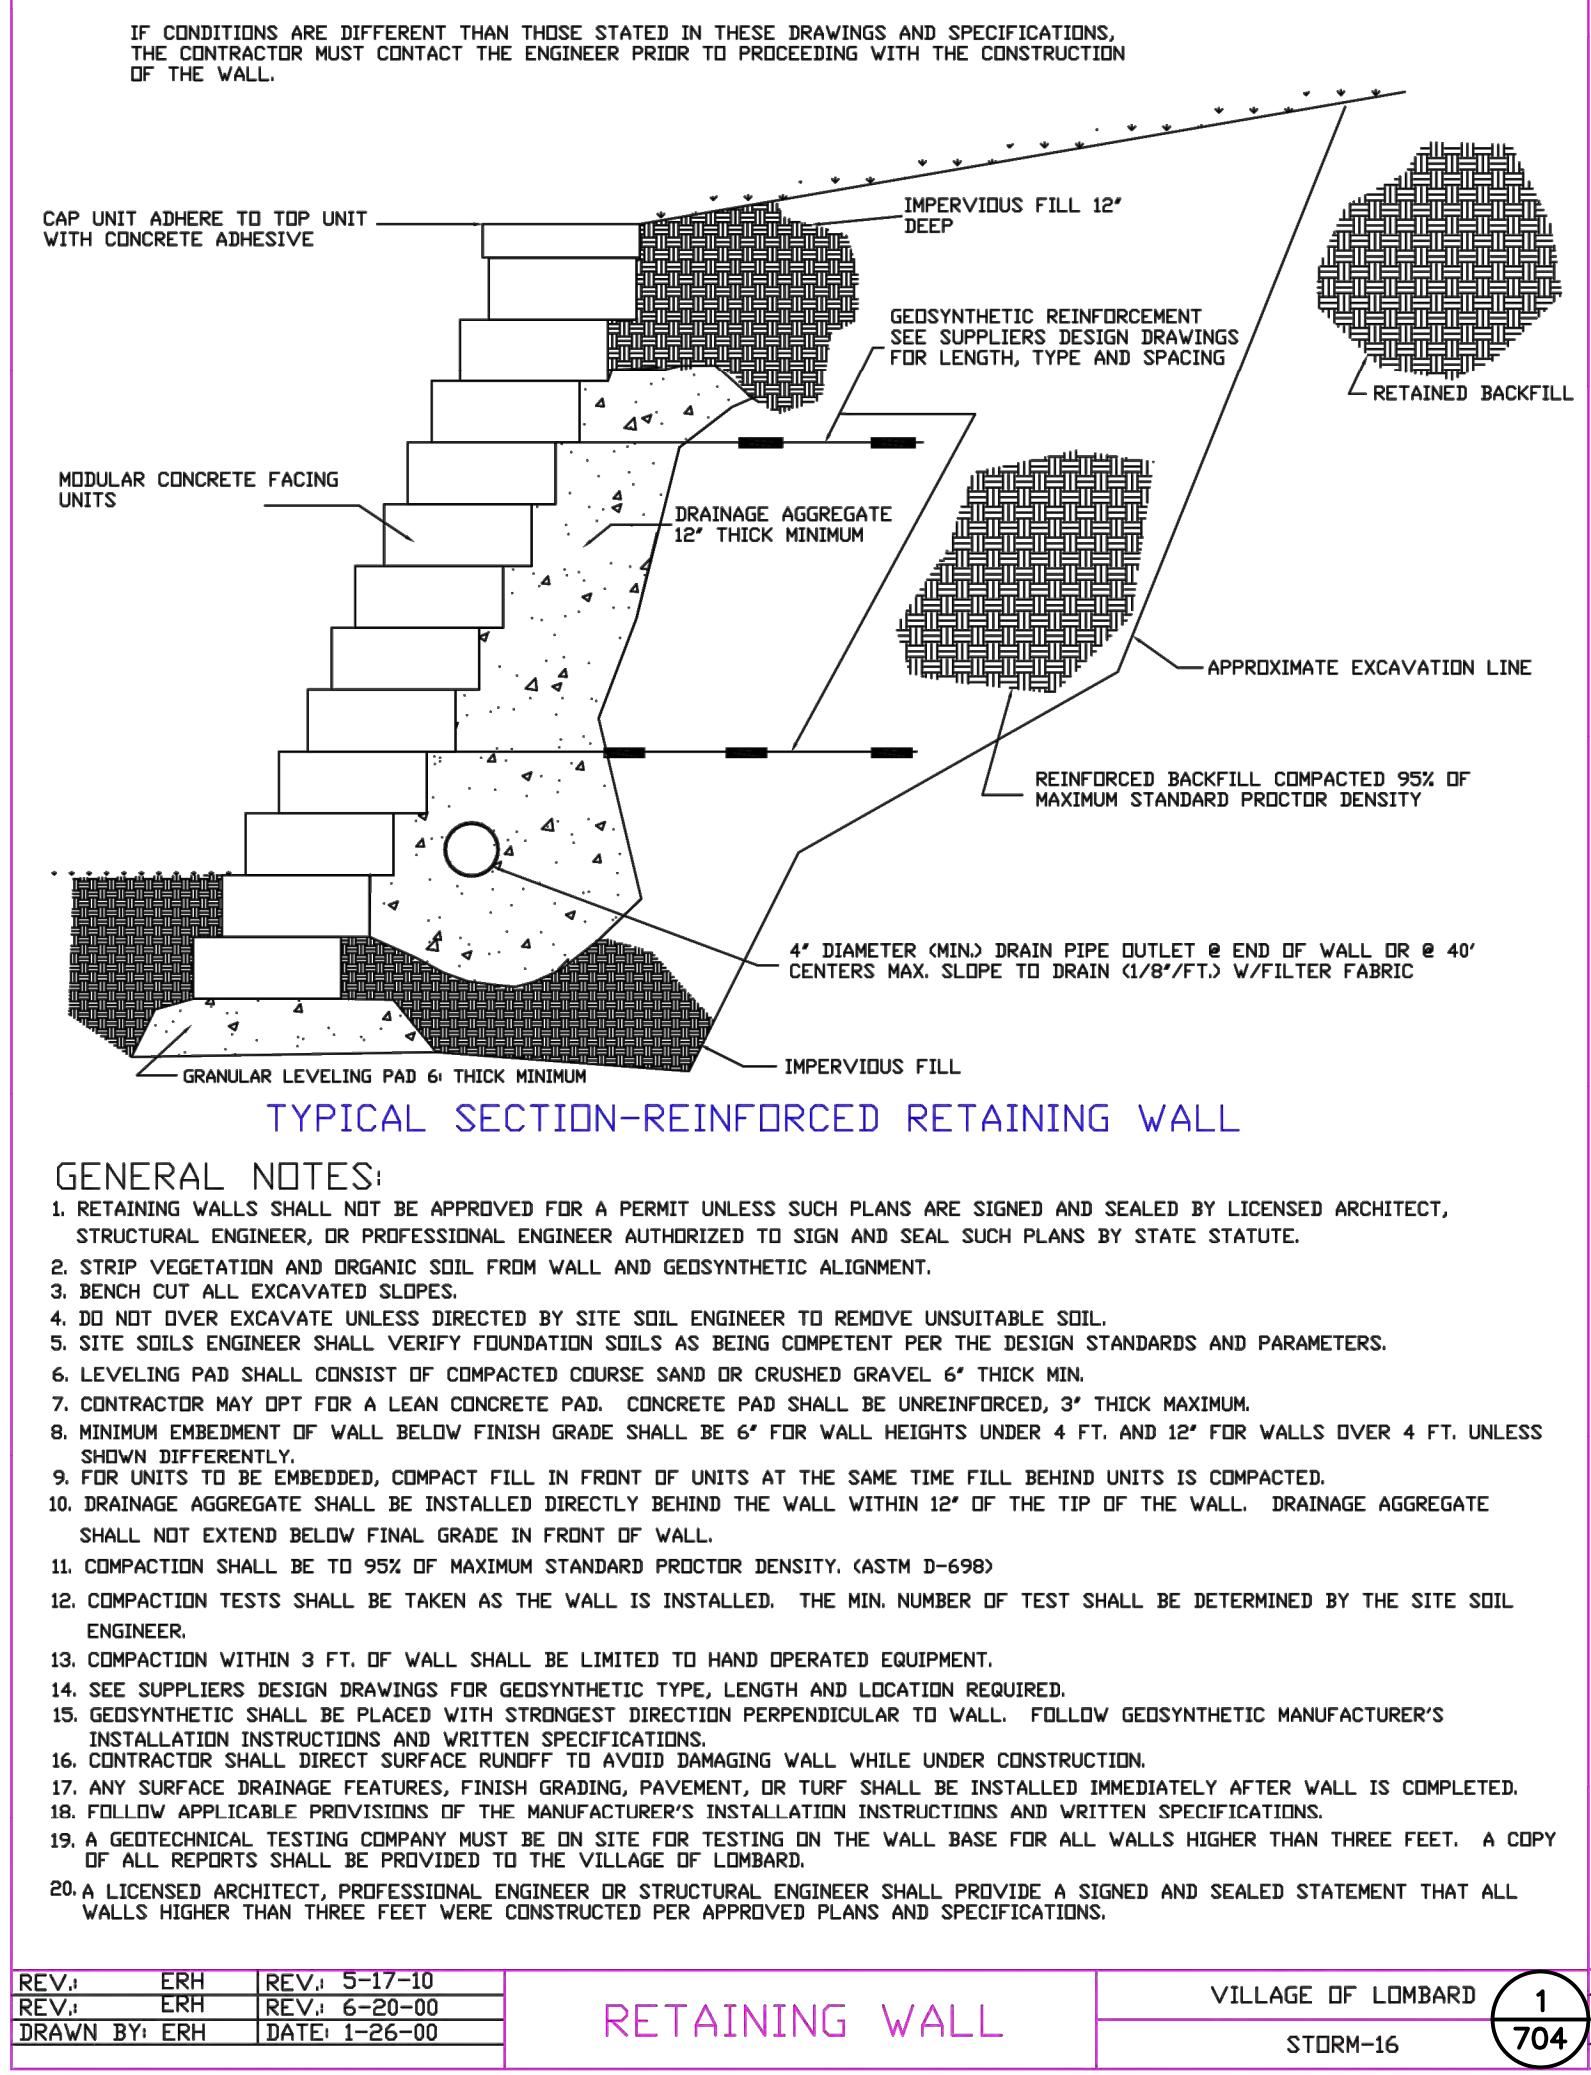 IF CONDITIONS ARE DIFFERENT THAN THOSE STATED IN THESE DRAWINGS AND SPECIFICATIONS,
THE CONTRACTOR MUST CONTACT THE ENGINEER PRIOR TO PROCEEDING WITH THE CONSTRUCTION
OF THE WALL.
CAP UNIT ADHERE TO TOP UNIT
WITH CONCRETE ADHESIVE
IMPERVIOUS FILL 12"
DEEP
GEOSYNTHETIC REINFORCEMENT
SEE SUPPLIERS DESIGN DRAWINGS
FOR LENGTH, TYPE AND SPACING
RETAINED BACKFILL
MODULAR CONCRETE FACING
UNITS
DRAINAGE AGGREGATE
12" THICK MINIMUM
APPROXIMATE EXCAVATION LINE
REINFORCED BACKFILL COMPACTED 95% OF
MAXIMUM STANDARD PROCTOR DENSITY
4" DIAMETER (MIN.) DRAIN PIPE OUTLET @ END OF WALL OR @ 40'
CENTERS MAX. SLOPE TO DRAIN (1/8"/FT.) W/FILTER FABRIC
IMPERVIOUS FILL
GRANULAR LEVELING PAD 6: THICK MINIMUM
TYPICAL SECTION-REINFORCED RETAINING WALL
GENERAL NOTES:
1. RETAINING WALLS SHALL NOT BE APPROVED FOR A PERMIT UNLESS SUCH PLANS ARE SIGNED AND SEALED BY LICENSED ARCHITECT,
STRUCTURAL ENGINEER, OR PROFESSIONAL ENGINEER AUTHORIZED TO SIGN AND SEAL SUCH PLANS BY STATE STATUTE.
2. STRIP VEGETATION AND ORGANIC SOIL FROM WALL AND GEOSYNTHETIC ALIGNMENT.
3. BENCH CUT ALL EXCAVATED SLOPES.
4. DO NOT OVER EXCAVATE UNLESS DIRECTED BY SITE SOIL ENGINEER TO REMOVE UNSUITABLE SOIL.
5. SITE SOILS ENGINEER SHALL VERIFY FOUNDATION SOILS AS BEING COMPETENT PER THE DESIGN STANDARDS AND PARAMETERS.
6. LEVELING PAD SHALL CONSIST OF COMPACTED COURSE SAND OR CRUSHED GRAVEL 6" THICK MIN.
7. CONTRACTOR MAY OPT FOR A LEAN CONCRETE PAD. CONCRETE PAD SHALL BE UNREINFORCED, 3" THICK MAXIMUM.
8. MINIMUM EMBEDMENT OF WALL BELOW FINISH GRADE SHALL BE 6" FOR WALL HEIGHTS UNDER 4 FT. AND 12" FOR WALLS OVER 4 FT. UNLESS
SHOWN DIFFERENTLY.
9. FOR UNITS TO BE EMBEDDED, COMPACT FILL IN FRONT OF UNITS AT THE SAME TIME FILL BEHIND UNITS IS COMPACTED.
10. DRAINAGE AGGREGATE SHALL BE INSTALLED DIRECTLY BEHIND THE WALL WITHIN 12" OF THE TIP OF THE WALL. DRAINAGE AGGREGATE
SHALL NOT EXTEND BELOW FINAL GRADE IN FRONT OF WALL.
11. COMPACTION SHALL BE TO 95% OF MAXIMUM STANDARD PROCTOR DENSITY. (ASTM D-698)
12. COMPACTION TESTS SHALL BE TAKEN AS THE WALL IS INSTALLED. THE MIN. NUMBER OF TEST SHALL BE DETERMINED BY THE SITE SOIL
ENGINEER.
13. COMPACTION WITHIN 3 FT. OF WALL SHALL BE LIMITED TO HAND OPERATED EQUIPMENT.
14. SEE SUPPLIERS DESIGN DRAWINGS FOR GEOSYNTHETIC TYPE, LENGTH AND LOCATION REQUIRED.
15. GEOSYNTHETIC SHALL BE PLACED WITH STRONGEST DIRECTION PERPENDICULAR TO WALL. FOLLOW GEOSYNTHETIC MANUFACTURER'S
INSTALLATION INSTRUCTIONS AND WRITTEN SPECIFICATIONS.
16. CONTRACTOR SHALL DIRECT SURFACE RUNOFF TO AVOID DAMAGING WALL WHILE UNDER CONSTRUCTION.
17. ANY SURFACE DRAINAGE FEATURES, FINISH GRADING, PAVEMENT, OR TURF SHALL BE INSTALLED IMMEDIATELY AFTER WALL IS COMPLETED.
18. FOLLOW APPLICABLE PROVISIONS OF THE MANUFACTURER'S INSTALLATION INSTRUCTIONS AND WRITTEN SPECIFICATIONS.
19. A GEOTECHNICAL TESTING COMPANY MUST BE ON SITE FOR TESTING ON THE WALL BASE FOR ALL WALLS HIGHER THAN THREE FEET. A COPY
OF ALL REPORTS SHALL BE PROVIDED TO THE VILLAGE OF LOMBARD.
20. A LICENSED ARCHITECT, PROFESSIONAL ENGINEER OR STRUCTURAL ENGINEER SHALL PROVIDE A SIGNED AND SEALED STATEMENT THAT ALL
WALLS HIGHER THAN THREE FEET WERE CONSTRUCTED PER APPROVED PLANS AND SPECIFICATIONS.
REV.: ERH REV.: 5-17-10
REV.: ERH REV.: 6-20-00
DRAWN BY: ERH DATE: 1-26-00
RETAINING WALL
VILLAGE OF LOMBARD
STORM-16
1
704